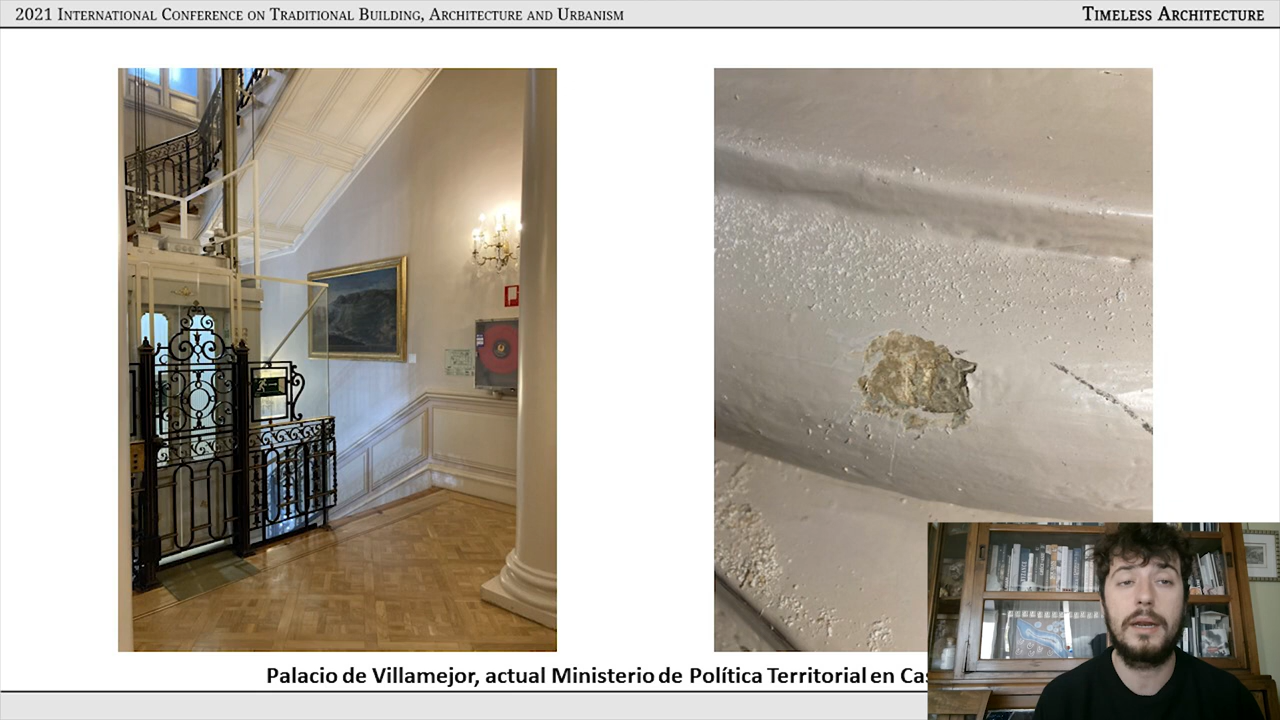 2021 International Conference on Traditional Building, Architecture and Urbanism
Timeless Architecture
Palacio de Villamejor, actual Ministerio de Política Territorial en Cas